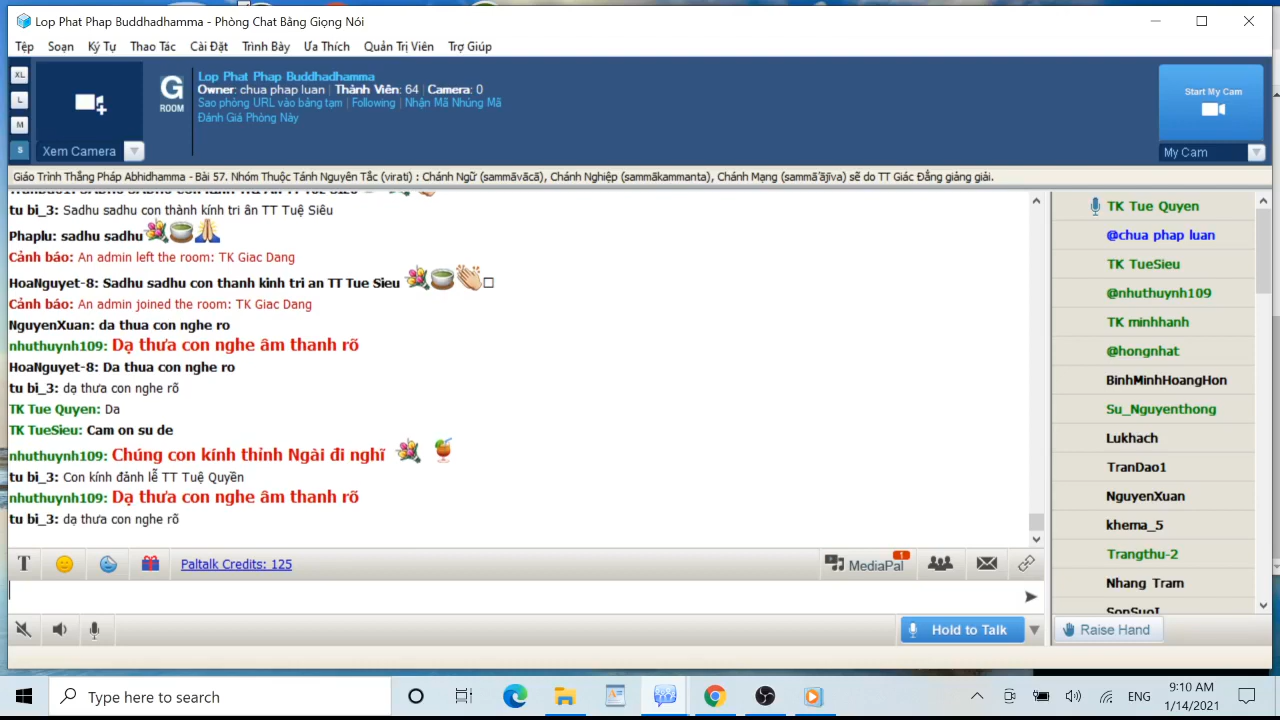 Lop Phat Phap Buddhadhamma - Phòng Chat Bằng Giọng Nói
Tệp Soạn Ký Tự Thao Tác Cài Đặt Trình Bày Ưa Thích Quản Trị Viên Trợ Giúp
XL
L
M
S
Xem Camera
G
ROOM
Lop Phat Phap Buddhadhamma
Owner: chua phap luan | Thành Viên: 64 | Camera: 0
Sao phòng URL vào bảng tạm | Following | Nhận Mã Nhúng Mã
Đánh Giá Phòng Này
Start My Cam
My Cam
Giáo Trình Thắng Pháp Abhidhamma - Bài 57. Nhóm Thuộc Tánh Nguyên Tắc (virati) : Chánh Ngữ (sammāvācā), Chánh Nghiệp (sammākammanta), Chánh Mạng (sammā'ājīva) sẽ do TT Giác Đẳng giảng giải.
tu bi_3: Sadhu sadhu con thành kính tri ân TT Tuệ Siêu
Phaplu: sadhu sadhu
Cảnh báo: An admin left the room: TK Giac Dang
HoaNguyet-8: Sadhu sadhu con thanh kinh tri an TT Tue Sieu
Cảnh báo: An admin joined the room: TK Giac Dang
NguyenXuan: da thua con nghe ro
nhuthuynh109: Dạ thưa con nghe âm thanh rõ
HoaNguyet-8: Da thua con nghe ro
tu bi_3: dạ thưa con nghe rõ
TK Tue Quyen: Da
TK TueSieu: Cam on su de
nhuthuynh109: Chúng con kính thỉnh Ngài đi nghĩ
tu bi_3: Con kính đảnh lễ TT Tuệ Quyền
nhuthuynh109: Dạ thưa con nghe âm thanh rõ
tu bi_3: dạ thưa con nghe rõ
TK Tue Quyen
@chua phap luan
TK TueSieu
@nhuthuynh109
TK minhhanh
@hongnhat
BinhMinhHoangHon
Su_Nguyenthong
Lukhach
TranDao1
NguyenXuan
khema_5
Trangthu-2
Nhang Tram
SonSuoI
T Paltalk Credits: 125 MediaPal 1
Hold to Talk Raise Hand
Type here to search
ENG
9:10 AM
1/14/2021